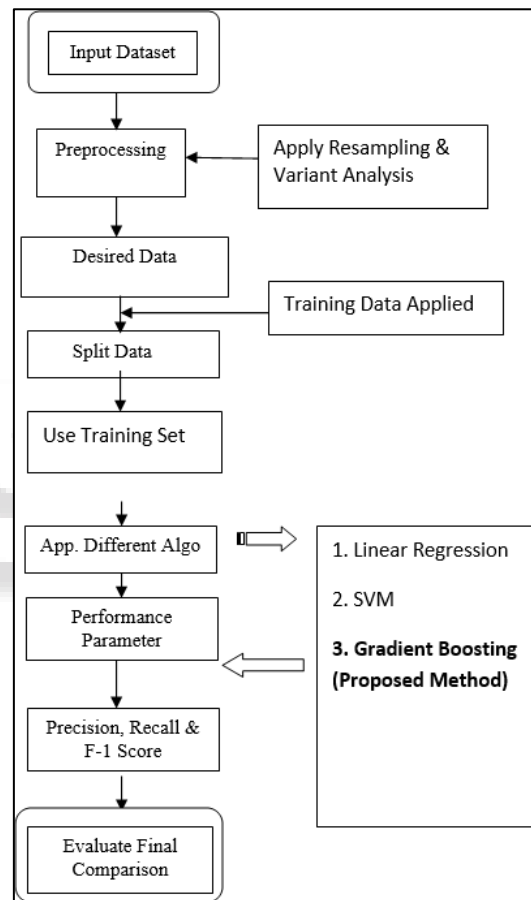 Input Dataset
Preprocessing
Apply Resampling &
Variant Analysis
Desired Data
Training Data Applied
Split Data
Use Training Set
App. Different Algo
1. Linear Regression
2. SVM
3. Gradient Boosting
(Proposed Method)
Performance
Parameter
Precision, Recall &
F-1 Score
Evaluate Final
Comparison